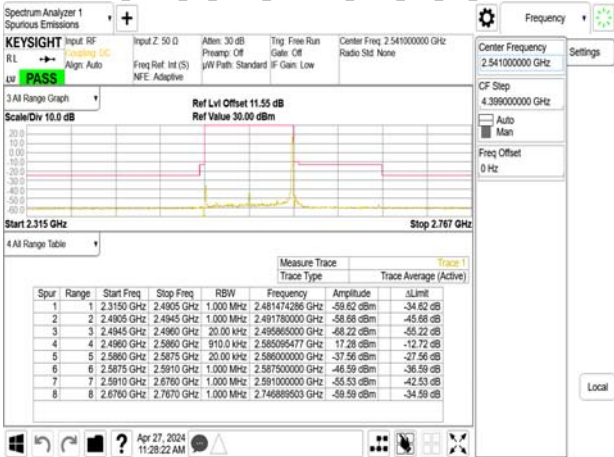 Spectrum Analyzer 1
Spurious Emissions
+
Frequency
Settings
KEYSIGHT
RL
PASS
Input: RF
Coupling: DC
Align: Auto
Input Z: 50 Ω
Freq Ref: Int (S)
NFE: Adaptive
Atten: 30 dB
Preamp: Off
µW Path: Standard
Trig: Free Run
Gate: Off
IF Gain: Low
Center Freq: 2.541000000 GHz
Radio Std: None
Center Frequency
2.541000000 GHz
CF Step
4.399000000 GHz
Auto
Man
Freq Offset
0 Hz
Local
3 All Range Graph
Scale/Div 10.0 dB
Ref Lvl Offset 11.55 dB
Ref Value 30.00 dBm
20.0
10.0
0.00
-10.0
-20.0
-30.0
-40.0
-50.0
-60.0
Start 2.315 GHz
Stop 2.767 GHz
4 All Range Table
Measure Trace Trace 1
Trace Type Trace Average (Active)
Spur Range Start Freq Stop Freq RBW Frequency Amplitude ΔLimit
1 1 2.3150 GHz 2.4905 GHz 1.000 MHz 2.481474286 GHz -59.62 dBm -34.62 dB
2 2 2.4905 GHz 2.4945 GHz 1.000 MHz 2.491780000 GHz -58.68 dBm -45.68 dB
3 3 2.4945 GHz 2.4960 GHz 20.00 kHz 2.495865000 GHz -68.22 dBm -55.22 dB
4 4 2.4960 GHz 2.5860 GHz 910.0 kHz 2.585095477 GHz 17.28 dBm -12.72 dB
5 5 2.5860 GHz 2.5875 GHz 20.00 kHz 2.586000000 GHz -37.56 dBm -27.56 dB
6 6 2.5875 GHz 2.5910 GHz 1.000 MHz 2.587500000 GHz -46.59 dBm -36.59 dB
7 7 2.5910 GHz 2.6760 GHz 1.000 MHz 2.591000000 GHz -55.53 dBm -42.53 dB
8 8 2.6760 GHz 2.7670 GHz 1.000 MHz 2.746889503 GHz -59.59 dBm -34.59 dB
?
Apr 27, 2024
11:28:22 AM